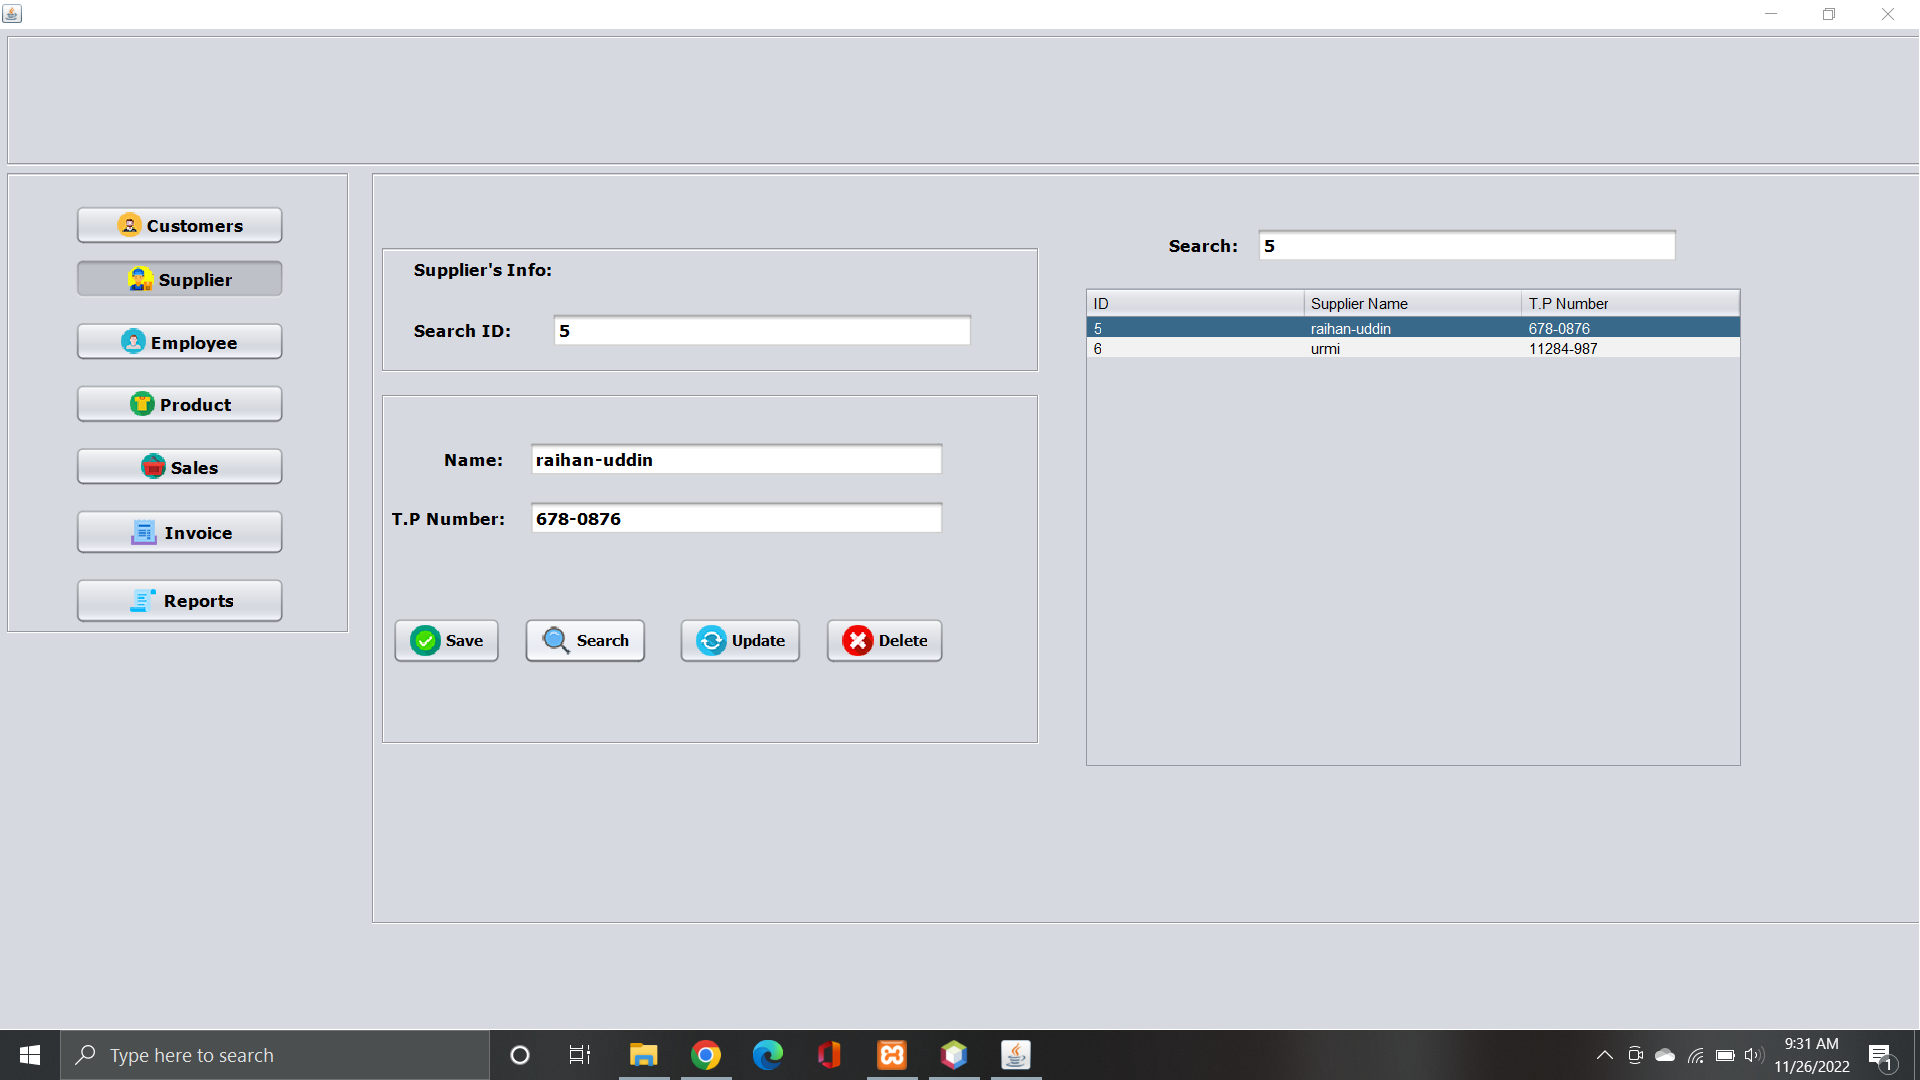 Customers
Supplier
Employee
Product
Sales
Invoice
Reports
Supplier's Info:
Search ID: 5
Name: raihan-uddin
T.P Number: 678-0876
Save Search Update Delete
Search: 5
ID Supplier Name T.P Number
5 raihan-uddin 678-0876
6 urmi 11284-987
Type here to search
9:31 AM
11/26/2022
1